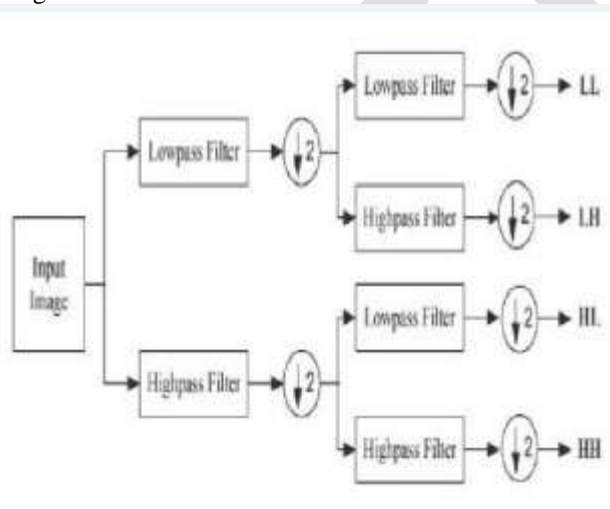 Lowpass Filter
↓2
LL
Lowpass Filter
↓2
Highpass Filter
↓2
LH
Input
Image
Lowpass Filter
↓2
HL
Highpass Filter
↓2
Highpass Filter
↓2
HH